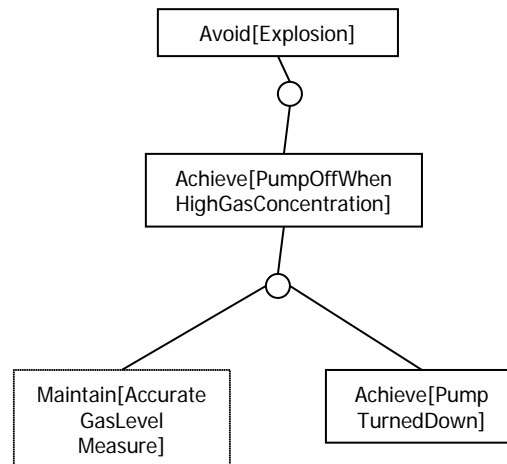 Avoid[Explosion]
Achieve[PumpOffWhen
HighGasConcentration]
Maintain[Accurate
GasLevel
Measure]
Achieve[Pump
TurnedDown]